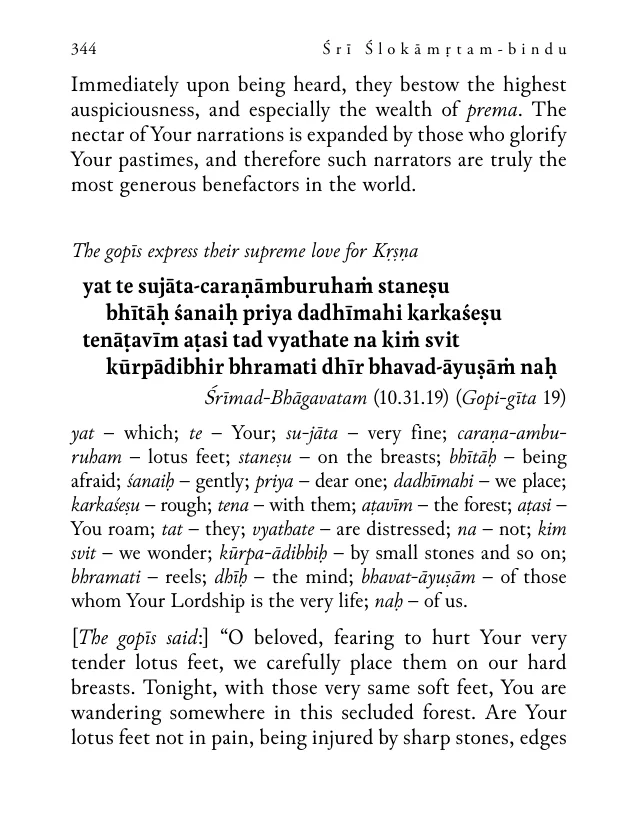 344 Śrī Ślokāmṛtam-bindu
Immediately upon being heard, they bestow the highest
auspiciousness, and especially the wealth of prema. The
nectar of Your narrations is expanded by those who glorify
Your pastimes, and therefore such narrators are truly the
most generous benefactors in the world.
The gopīs express their supreme love for Kṛṣṇa
yat te sujāta-caraṇāmburuhaṁ staneṣu
bhītāḥ śanaiḥ priya dadhīmahi karkaśeṣu
tenāṭavīm aṭasi tad vyathate na kiṁ svit
kūrpādibhir bhramati dhīr bhavad-āyuṣāṁ naḥ
Śrīmad-Bhāgavatam (10.31.19) (Gopi-gīta 19)
yat – which; te – Your; su-jāta – very fine; caraṇa-ambu-
ruham – lotus feet; staneṣu – on the breasts; bhītāḥ – being
afraid; śanaiḥ – gently; priya – dear one; dadhīmahi – we place;
karkaśeṣu – rough; tena – with them; aṭavīm – the forest; aṭasi –
You roam; tat – they; vyathate – are distressed; na – not; kim
svit – we wonder; kūrpa-ādibhiḥ – by small stones and so on;
bhramati – reels; dhīḥ – the mind; bhavat-āyuṣām – of those
whom Your Lordship is the very life; naḥ – of us.
[The gopīs said:] “O beloved, fearing to hurt Your very
tender lotus feet, we carefully place them on our hard
breasts. Tonight, with those very same soft feet, You are
wandering somewhere in this secluded forest. Are Your
lotus feet not in pain, being injured by sharp stones, edges